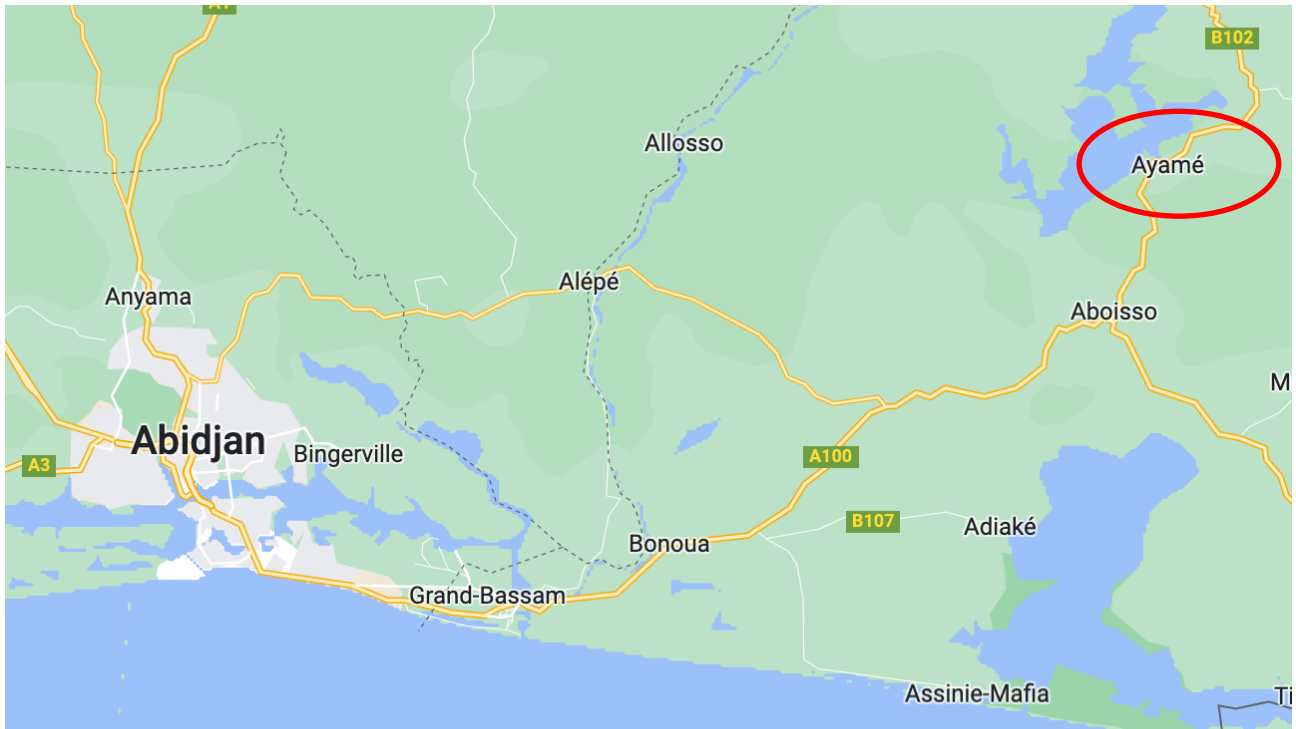 A1
B102
Allosso
Ayamé
Alépé
Anyama
Aboisso
M
Abidjan
Bingerville
A3
A100
B107
Adiaké
Bonoua
Grand-Bassam
Assinie-Mafia
Ti